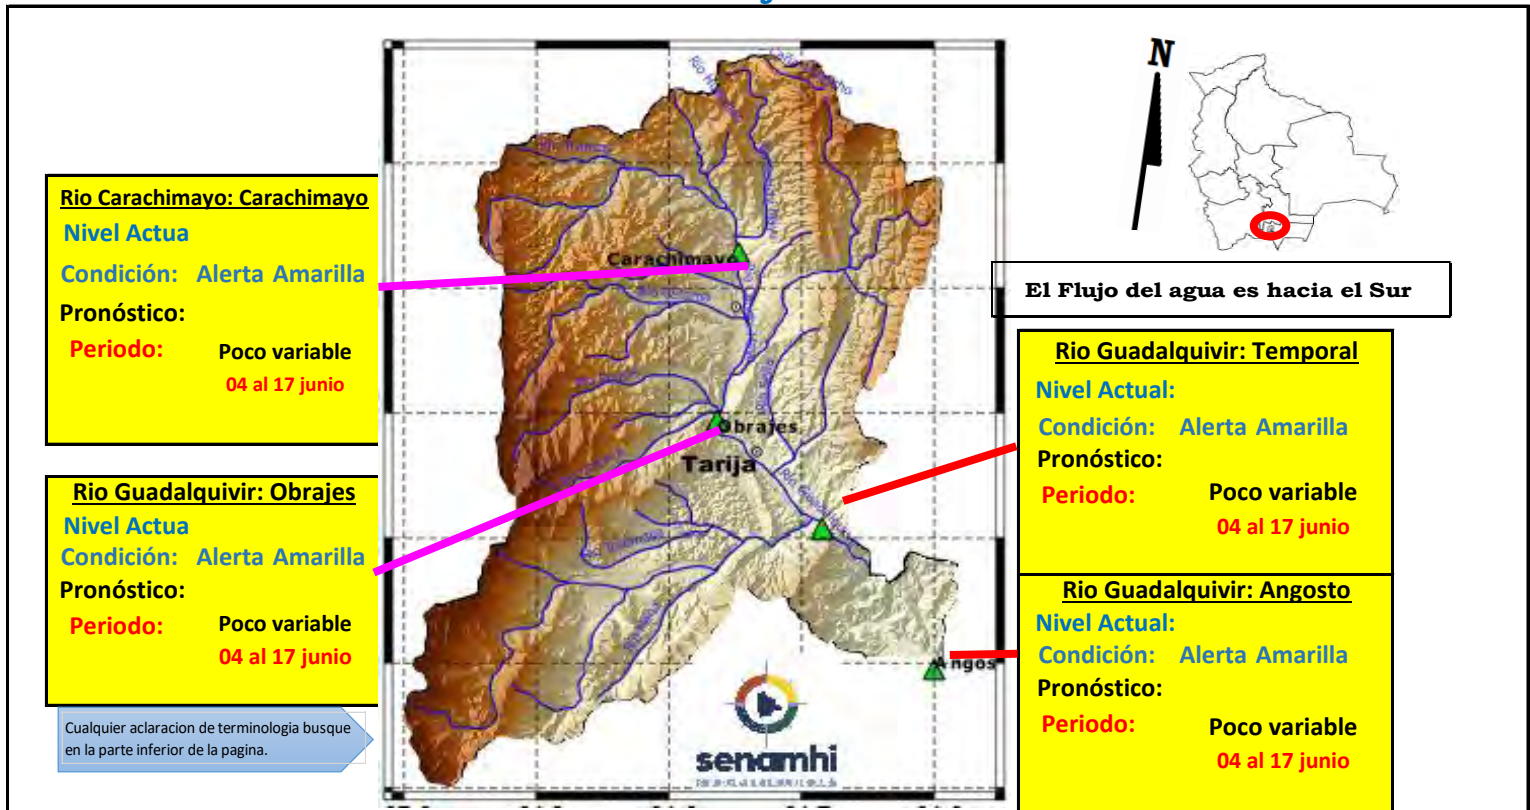 Rio Carachimayo: Carachimayo
Nivel Actua
Condición: Alerta Amarilla
Pronóstico:
Periodo:
Poco variable
04 al 17 junio
Rio Guadalquivir: Obrajes
Nivel Actua
Condición: Alerta Amarilla
Pronóstico:
Periodo:
Poco variable
04 al 17 junio
Cualquier aclaracion de terminologia busque
en la parte inferior de la pagina.
Carachimayo
Obrajes
Tarija
Angos
senamhi
N
El Flujo del agua es hacia el Sur
Rio Guadalquivir: Temporal
Nivel Actual:
Condición: Alerta Amarilla
Pronóstico:
Periodo:
Poco variable
04 al 17 junio
Rio Guadalquivir: Angosto
Nivel Actual:
Condición: Alerta Amarilla
Pronóstico:
Periodo:
Poco variable
04 al 17 junio